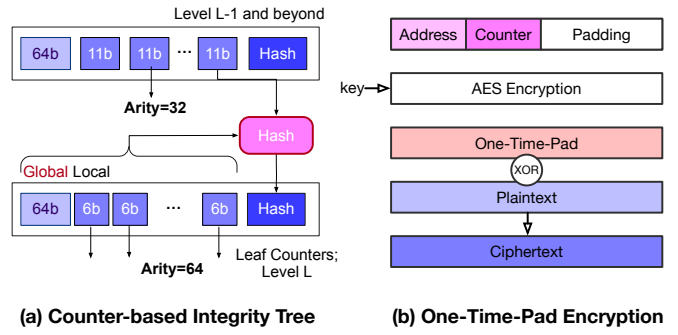 Level L-1 and beyond
64b 11b 11b ... 11b Hash
Arity=32
Hash
Global Local
64b 6b 6b ... 6b Hash
Arity=64
Leaf Counters;
Level L
(a) Counter-based Integrity Tree
Address Counter Padding
key AES Encryption
One-Time-Pad
XOR
Plaintext
Ciphertext
(b) One-Time-Pad Encryption